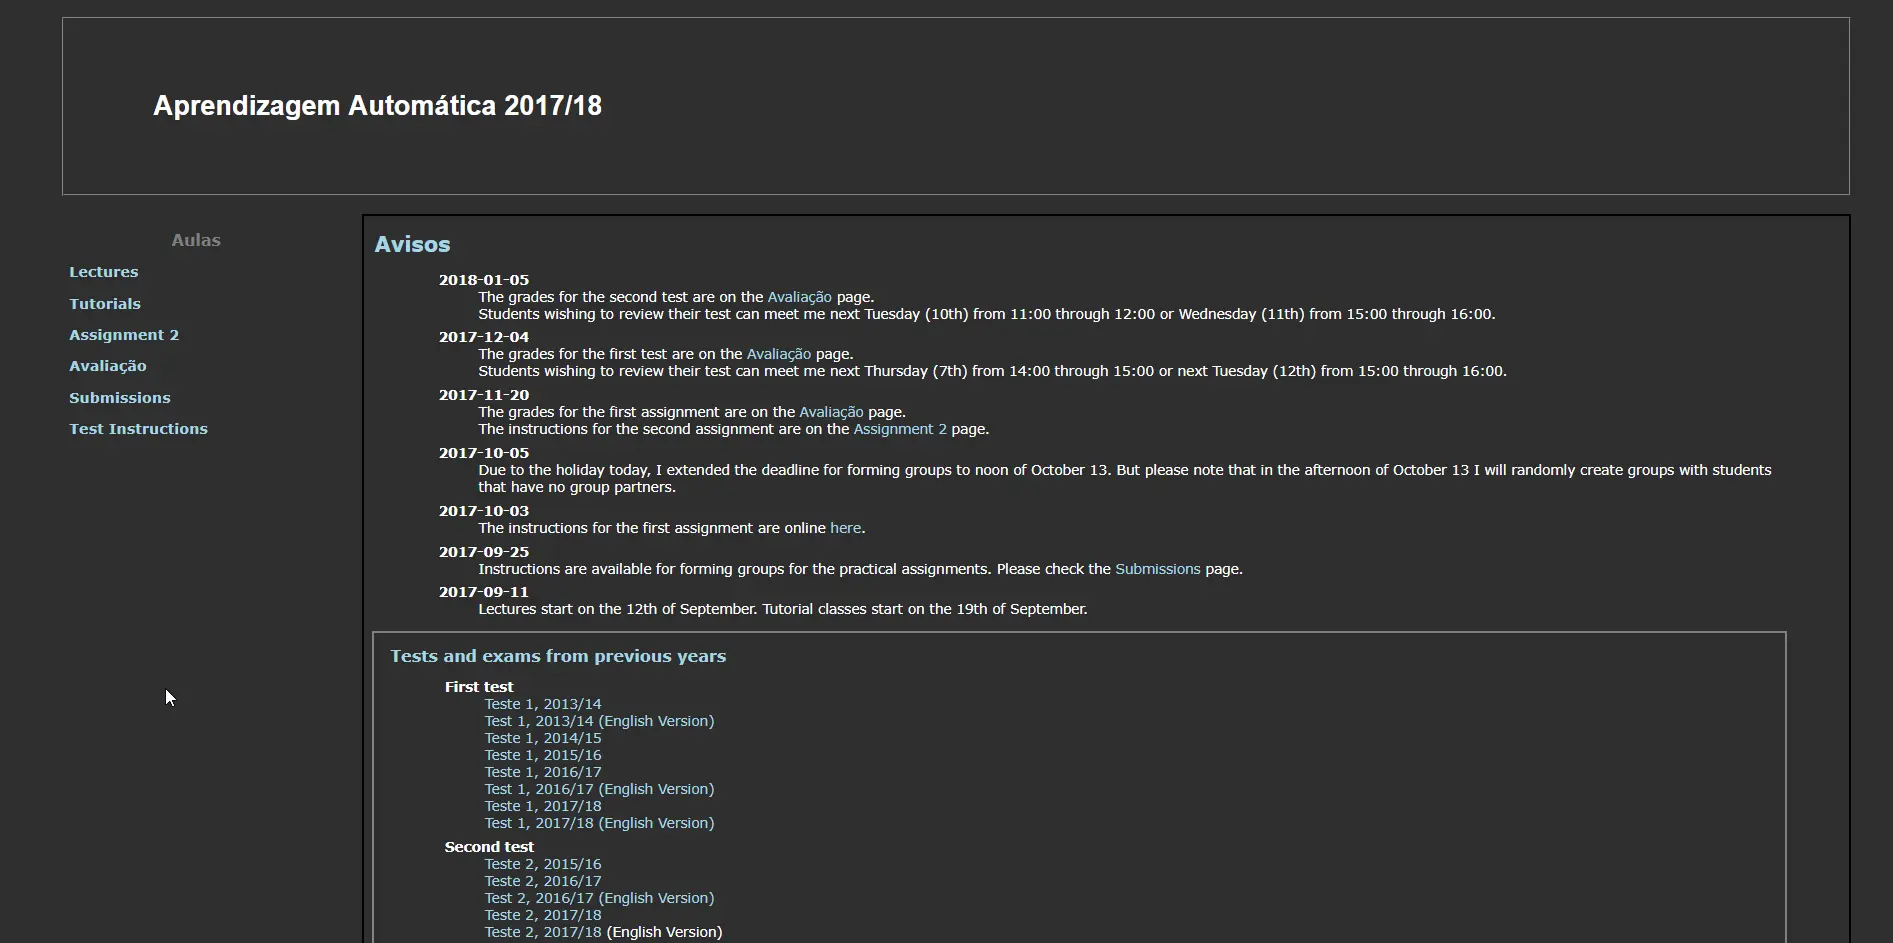 Aprendizagem Automática 2017/18
Aulas
Lectures
Tutorials
Assignment 2
Avaliação
Submissions
Test Instructions
Avisos
2018-01-05
The grades for the second test are on the Avaliação page.
Students wishing to review their test can meet me next Tuesday (10th) from 11:00 through 12:00 or Wednesday (11th) from 15:00 through 16:00.
2017-12-04
The grades for the first test are on the Avaliação page.
Students wishing to review their test can meet me next Thursday (7th) from 14:00 through 15:00 or next Tuesday (12th) from 15:00 through 16:00.
2017-11-20
The grades for the first assignment are on the Avaliação page.
The instructions for the second assignment are on the Assignment 2 page.
2017-10-05
Due to the holiday today, I extended the deadline for forming groups to noon of October 13. But please note that in the afternoon of October 13 I will randomly create groups with students
that have no group partners.
2017-10-03
The instructions for the first assignment are online here.
2017-09-25
Instructions are available for forming groups for the practical assignments. Please check the Submissions page.
2017-09-11
Lectures start on the 12th of September. Tutorial classes start on the 19th of September.
Tests and exams from previous years
First test
Teste 1, 2013/14
Test 1, 2013/14 (English Version)
Teste 1, 2014/15
Teste 1, 2015/16
Teste 1, 2016/17
Test 1, 2016/17 (English Version)
Teste 1, 2017/18
Test 1, 2017/18 (English Version)
Second test
Teste 2, 2015/16
Teste 2, 2016/17
Test 2, 2016/17 (English Version)
Teste 2, 2017/18
Teste 2, 2017/18 (English Version)